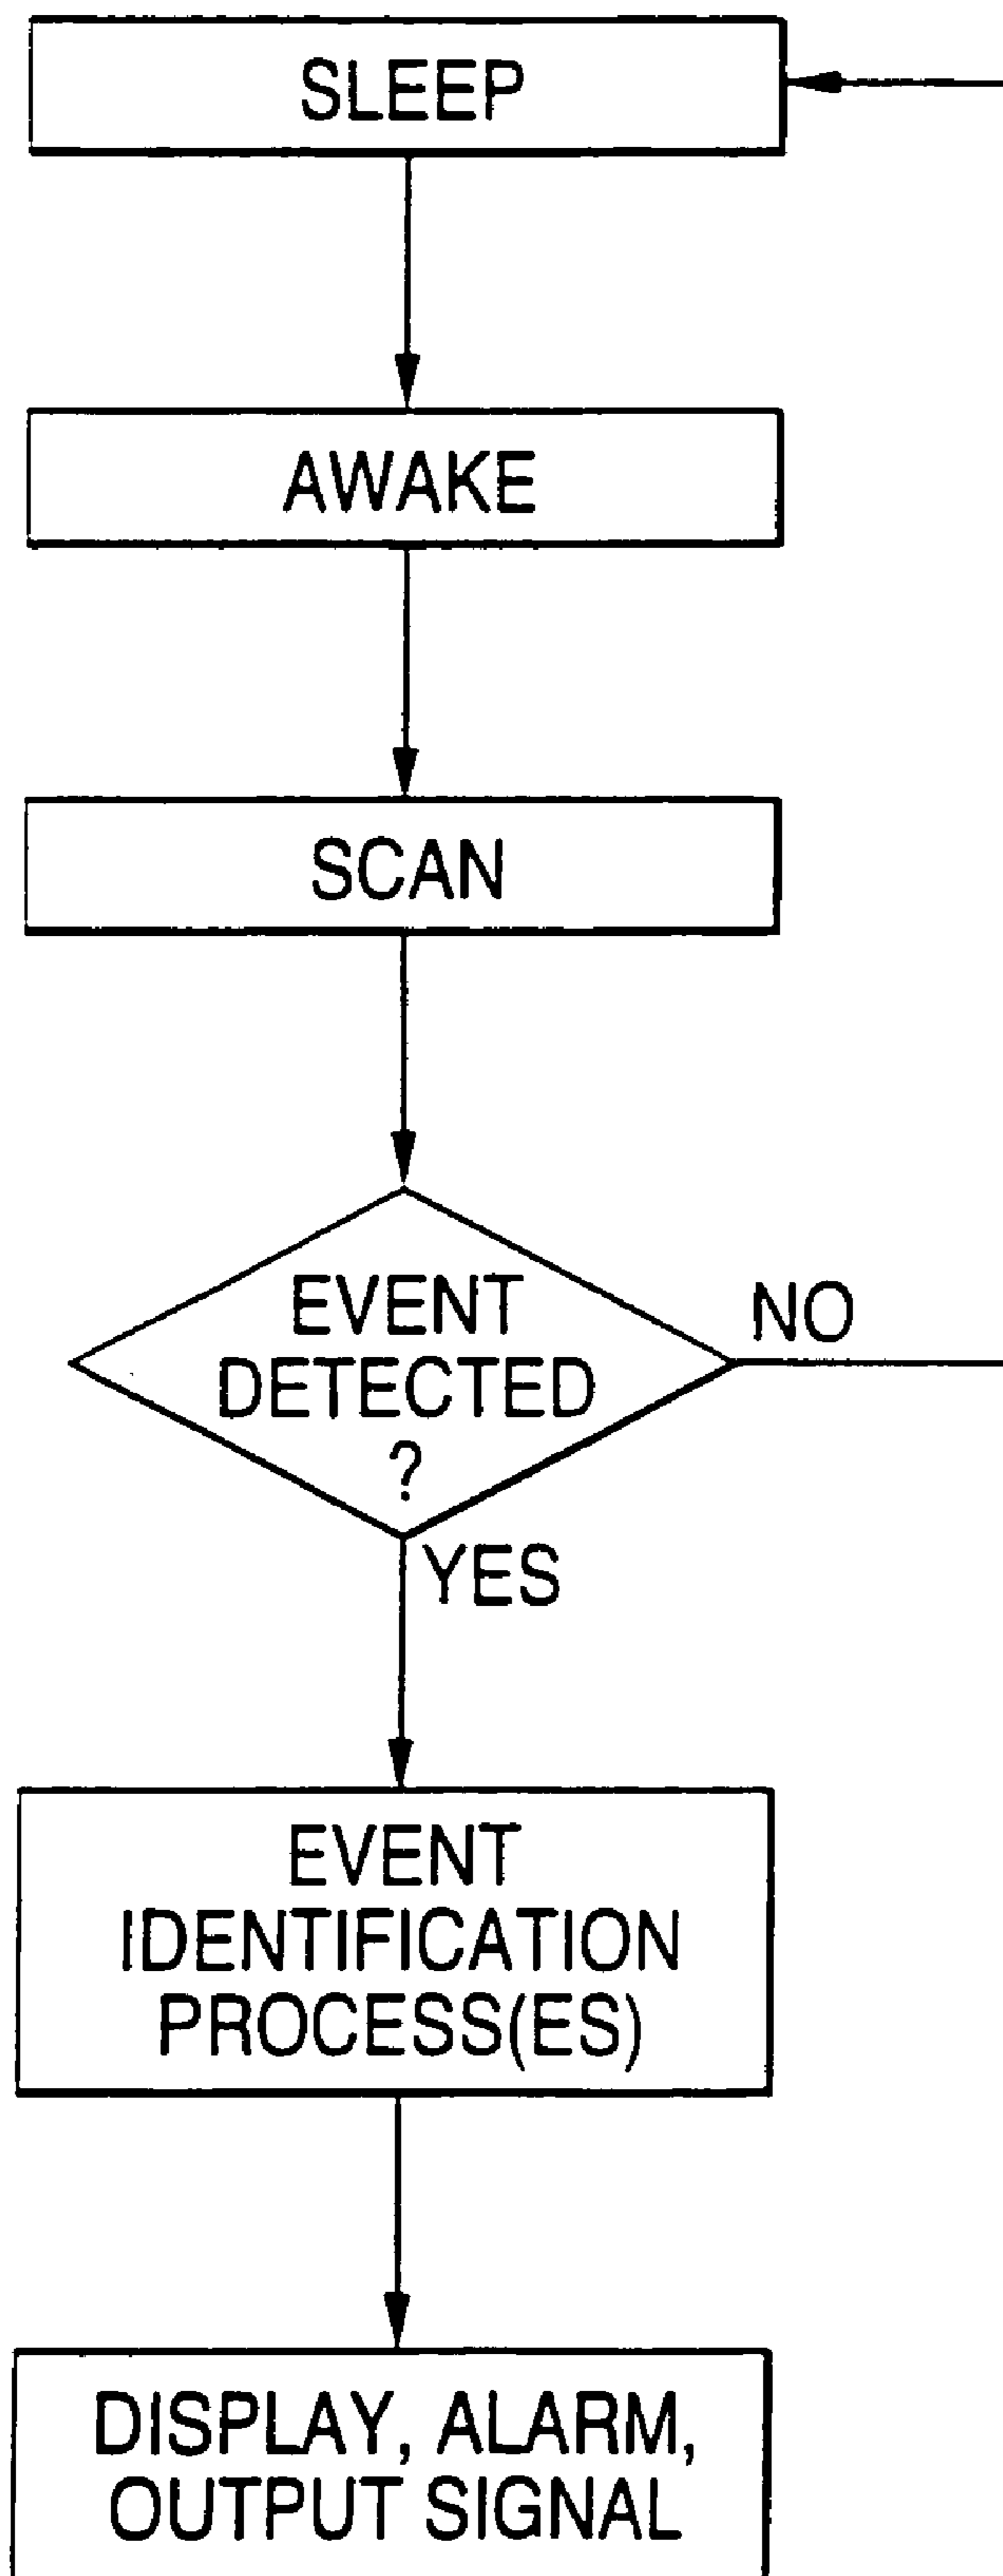 SLEEP
AWAKE
SCAN
EVENT
DETECTED
?
NO
YES
EVENT
IDENTIFICATION
PROCESS(ES)
DISPLAY, ALARM,
OUTPUT SIGNAL